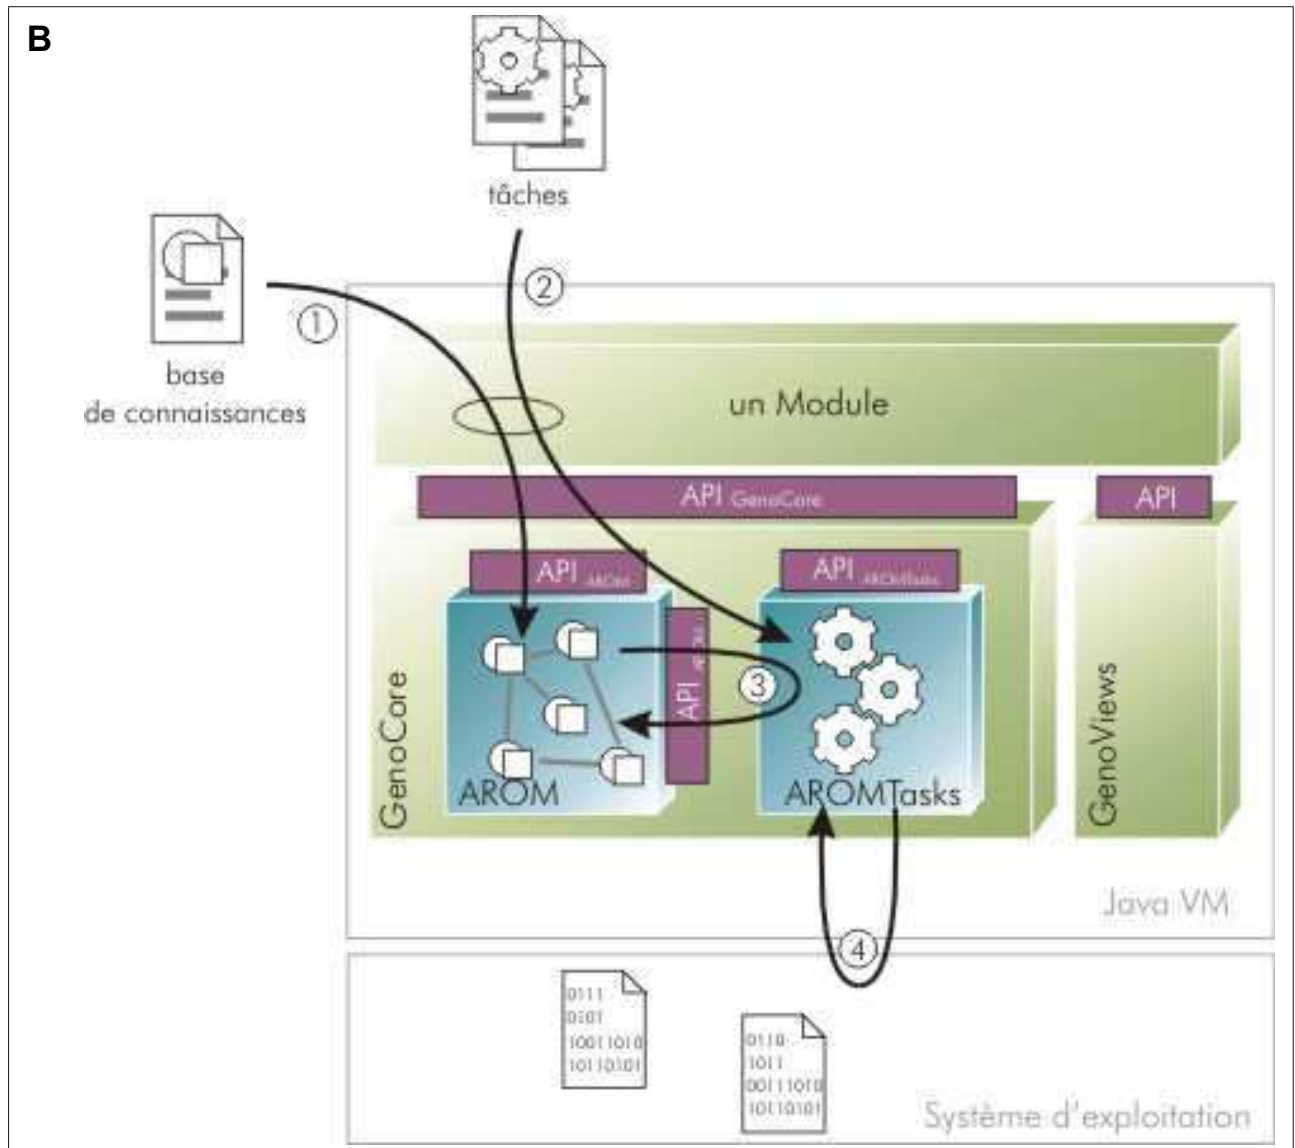 B
tâches
2
1
base
de connaissances
un Module
API GenoCore
API
API AROM
API AROMTasks
API AROM
3
GenoCore
AROM
AROMTasks
GenoViews
Java VM
4
0111
0101
10011010
10110101
0110
1011
00111010
10110101
Système d'exploitation